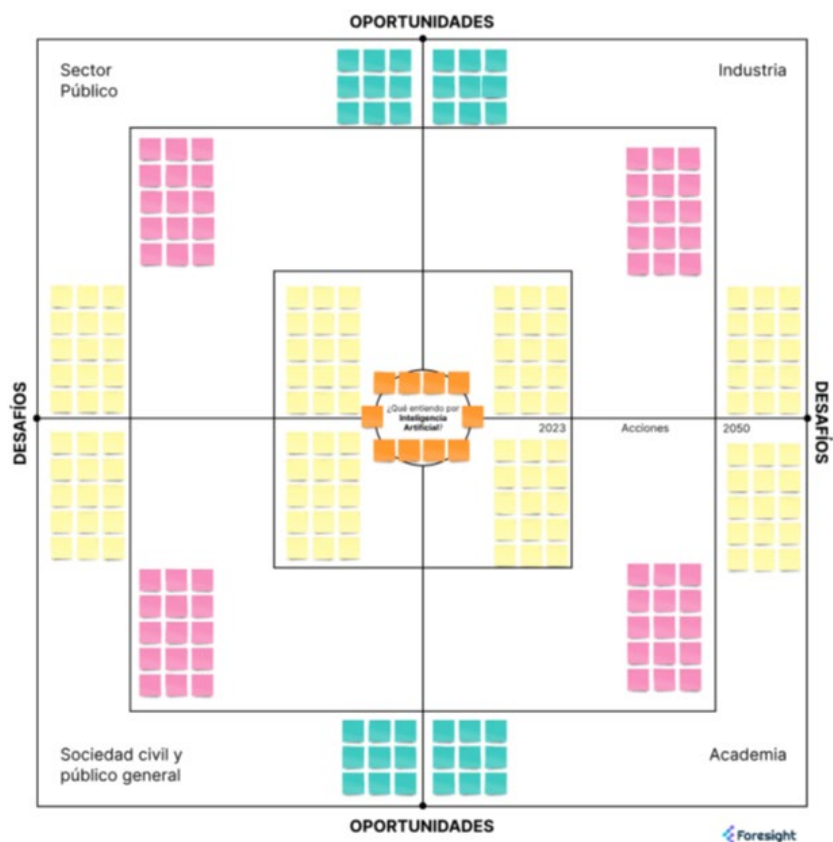 OPORTUNIDADES
Sector
Público
Industria
DESAFÍOS
¿Qué entiendo por
Inteligencia
Artificial?
2023
Acciones
2050
DESAFÍOS
Sociedad civil y
público general
Academia
OPORTUNIDADES
Foresight